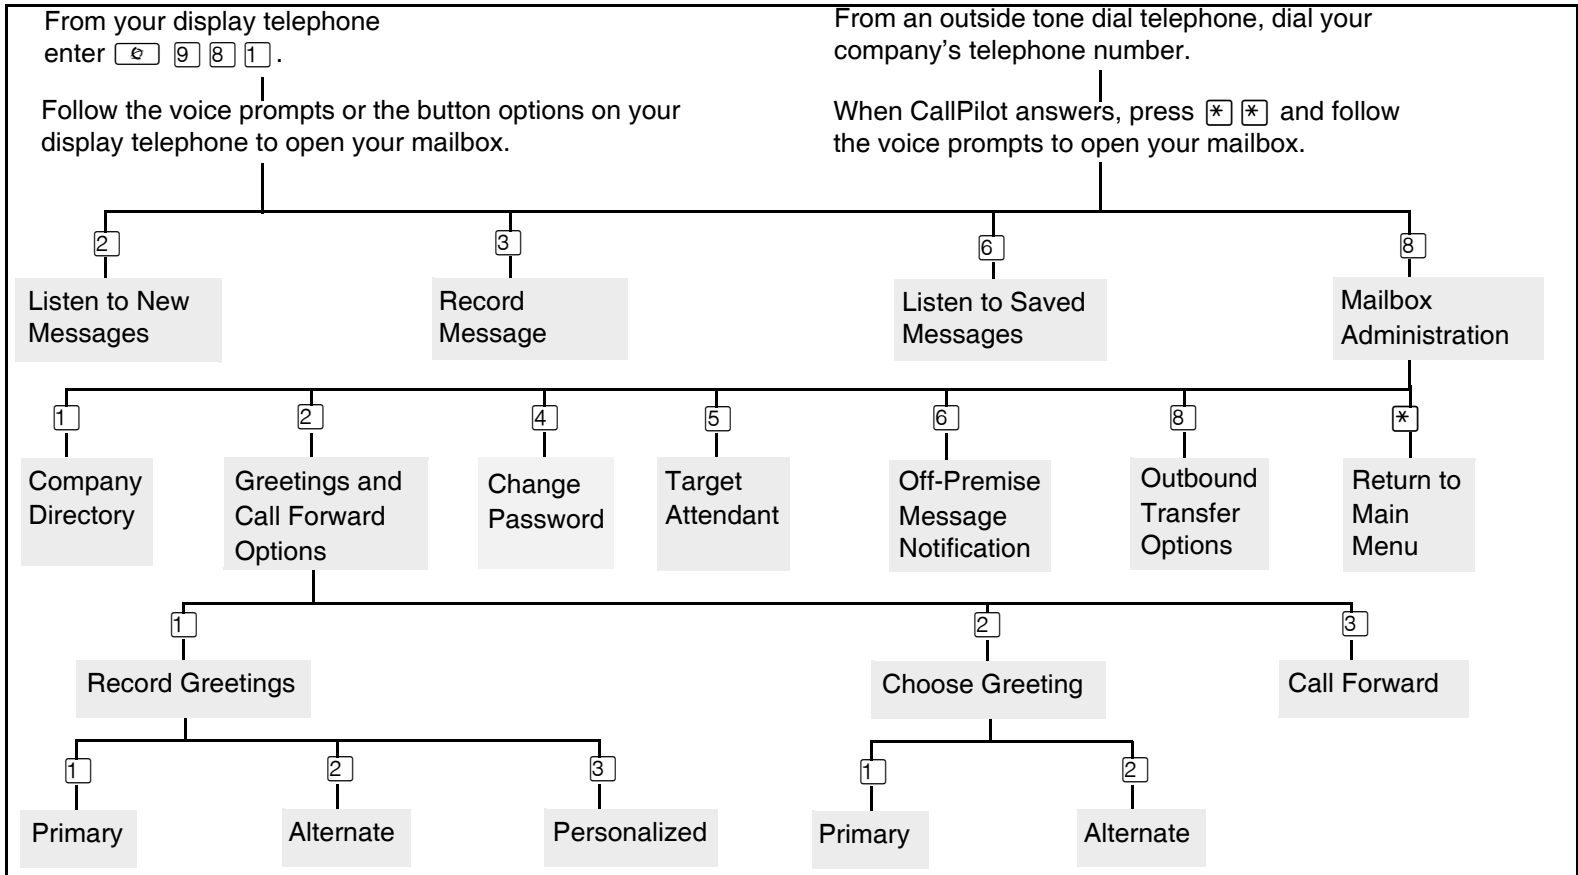 From your display telephone
enter 9 8 1 .
Follow the voice prompts or the button options on your
display telephone to open your mailbox.
From an outside tone dial telephone, dial your
company's telephone number.
When CallPilot answers, press * * and follow
the voice prompts to open your mailbox.
2
3
6
8
Listen to New
Messages
Record
Message
Listen to Saved
Messages
Mailbox
Administration
1
2
4
5
6
8
*
Company
Directory
Greetings and
Call Forward
Options
Change
Password
Target
Attendant
Off-Premise
Message
Notification
Outbound
Transfer
Options
Return to
Main
Menu
1
2
3
Record Greetings
Choose Greeting
Call Forward
1
2
3
1
2
Primary
Alternate
Personalized
Primary
Alternate